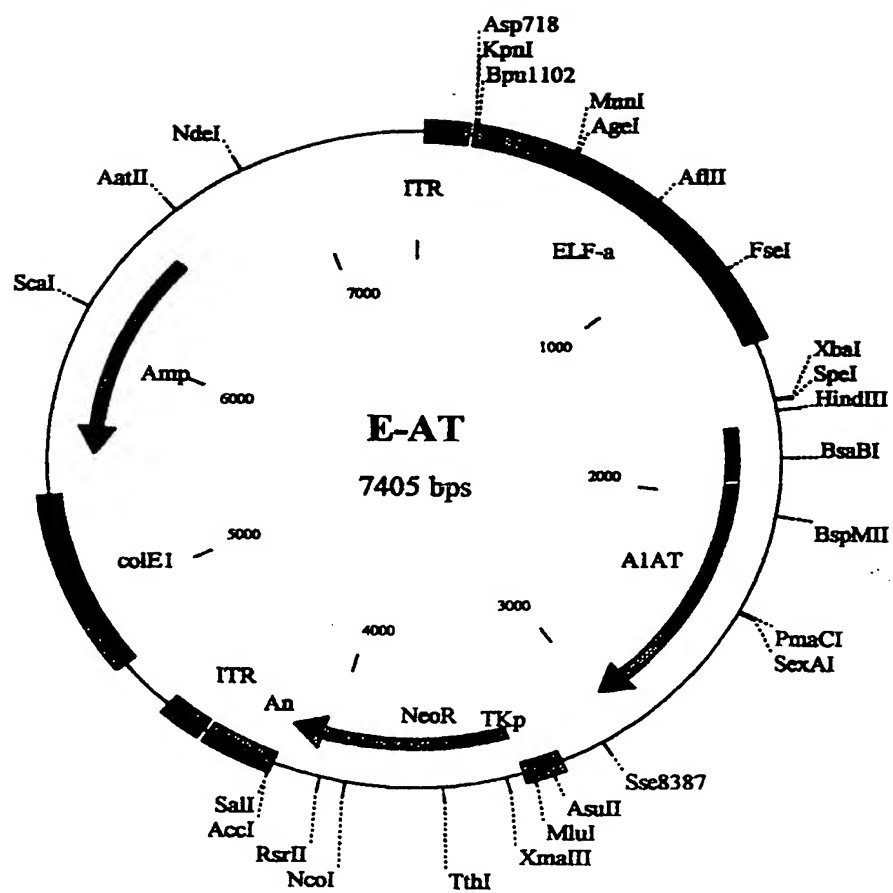 Asp718
KpnI
Bpu1102
MunI
AgeI
NdeI
AatII
AflII
ITR
ELF-a
FseI
ScaI
7000
1000
XbaI
SpeI
HindIII
Amp
6000
E-AT
7405 bps
BsaBI
2000
BspMII
colE1
5000
A1AT
3000
4000
PmaCI
SexAI
ITR
An
NeoR
TKp
Sse8387
SalI
AccI
AsuII
MluI
XmaIII
RsrII
NcoI
TthI